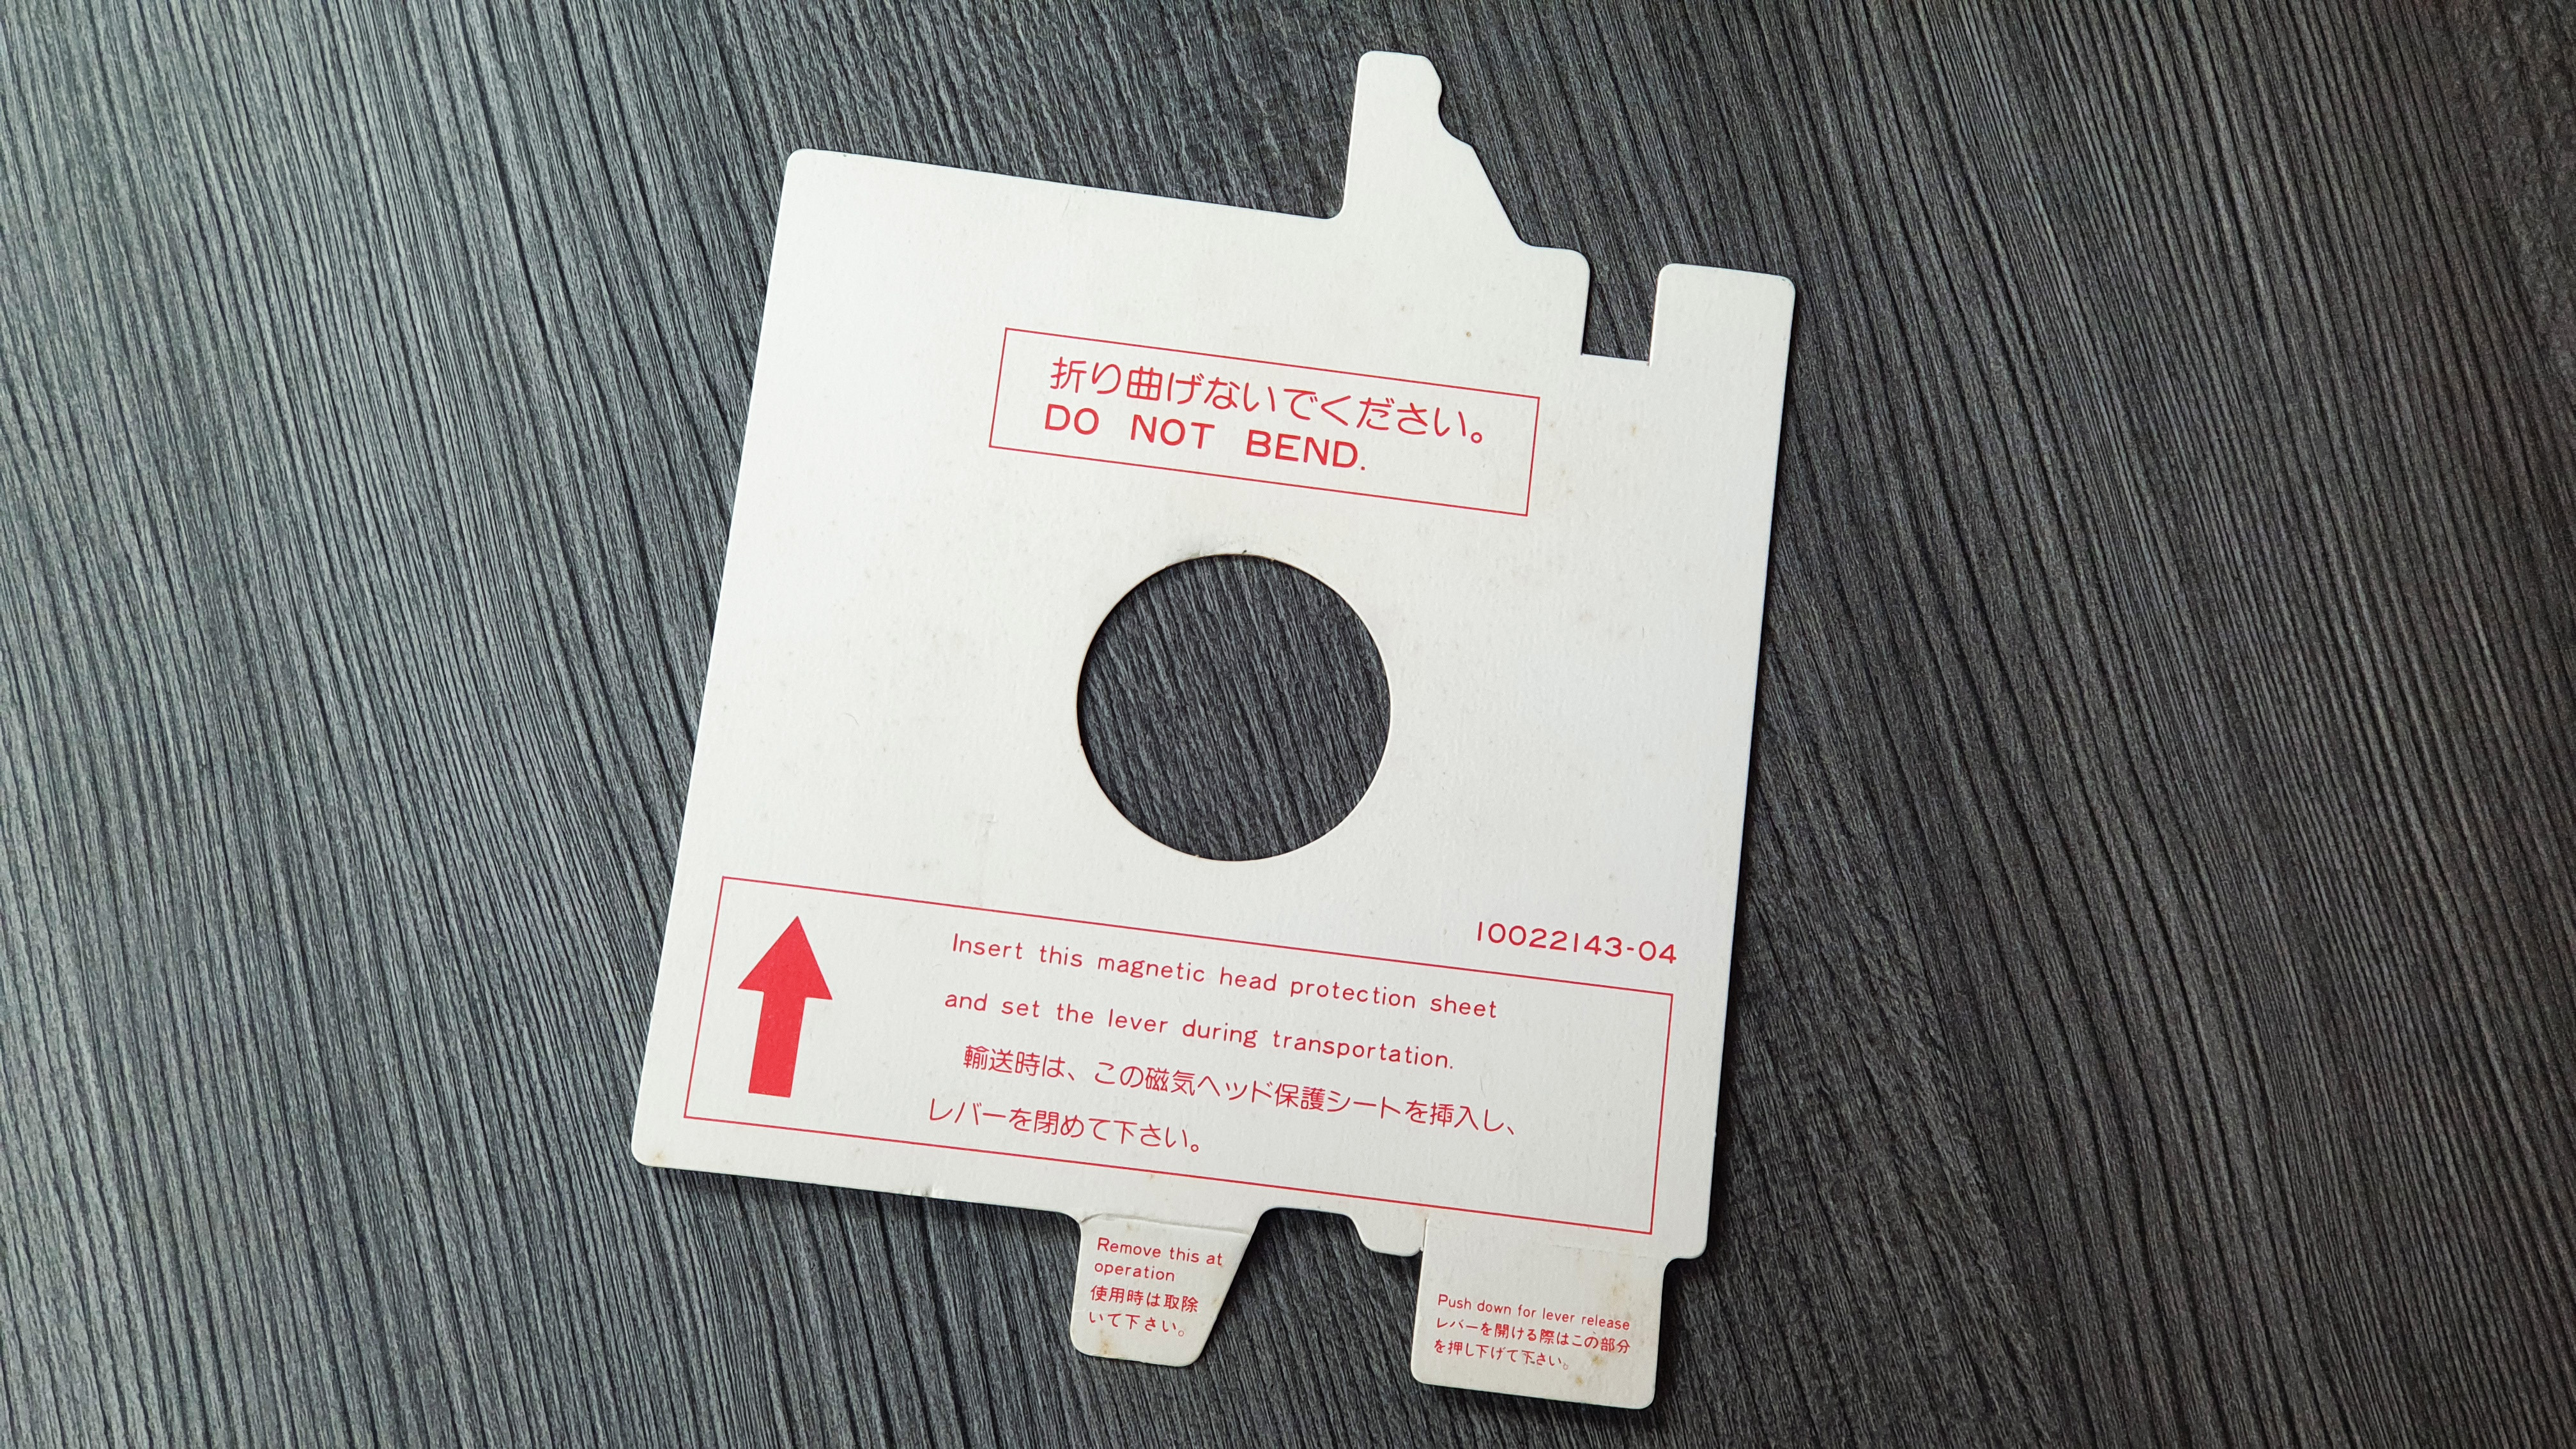 折り曲げないでください。
DO NOT BEND.
10022143-04
Insert this magnetic head protection sheet
and set the lever during transportation.
輸送時は、この磁気ヘッド保護シートを挿入し、
レバーを閉めて下さい。
Remove this at
operation
使用時は取除
いて下さい。
Push down for lever release
レバーを開ける際はこの部分
を押し下げて下さい。